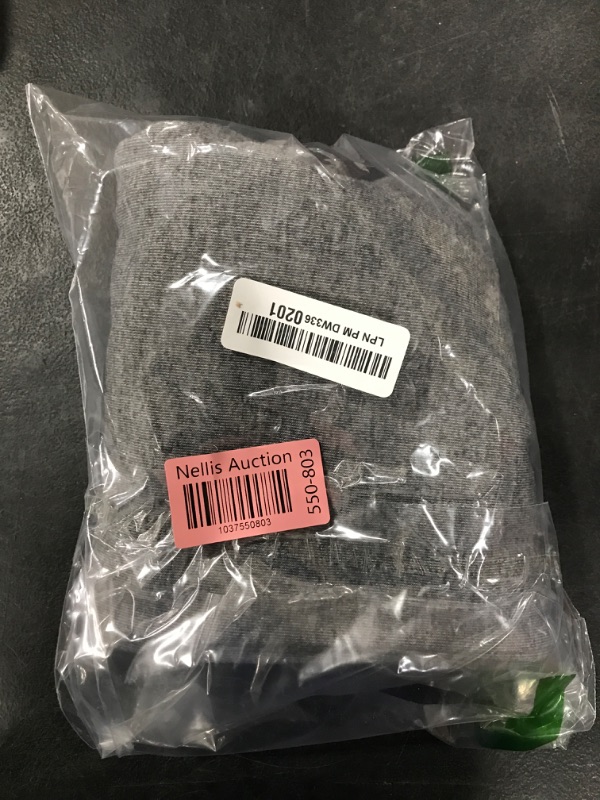 LPN PM DW336 0201
Nellis Auction
1037550803
550-803